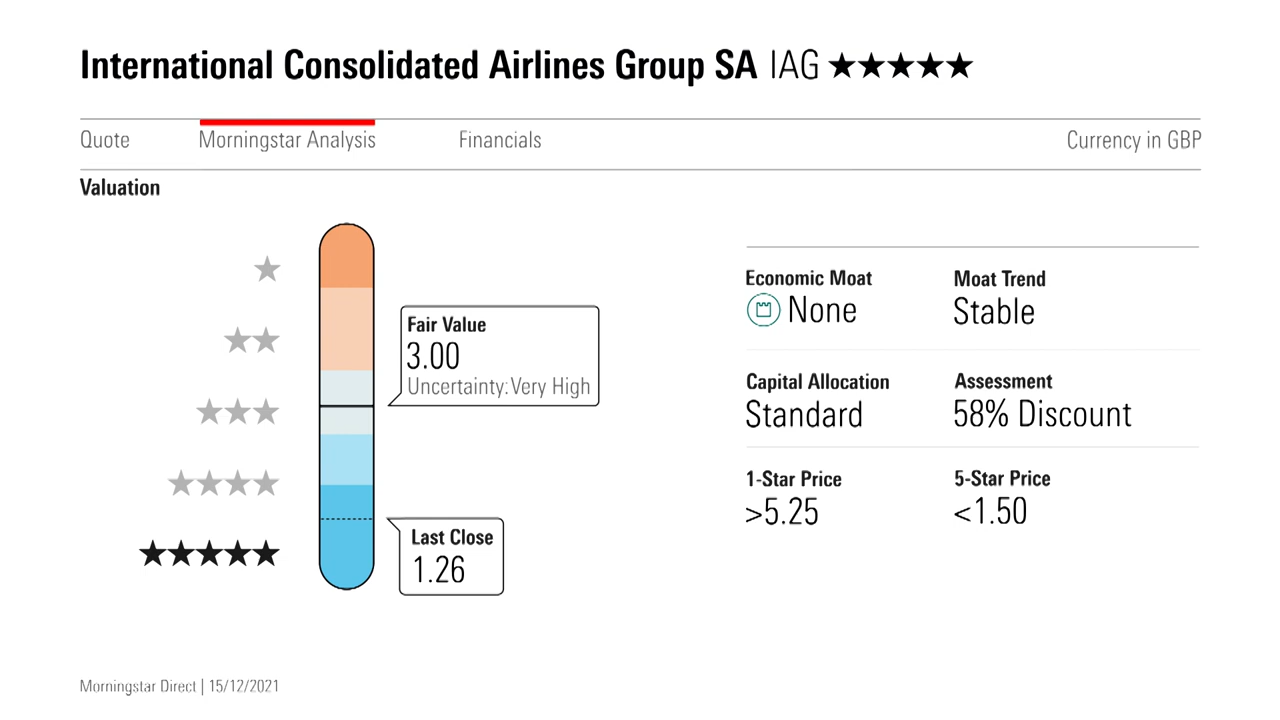 International Consolidated Airlines Group SA IAG ★★★★★
Quote
Morningstar Analysis
Financials
Currency in GBP
Valuation
Fair Value
3.00
Uncertainty: Very High
Last Close
1.26
Economic Moat
None
Moat Trend
Stable
Capital Allocation
Standard
Assessment
58% Discount
1-Star Price
>5.25
5-Star Price
<1.50
Morningstar Direct | 15/12/2021